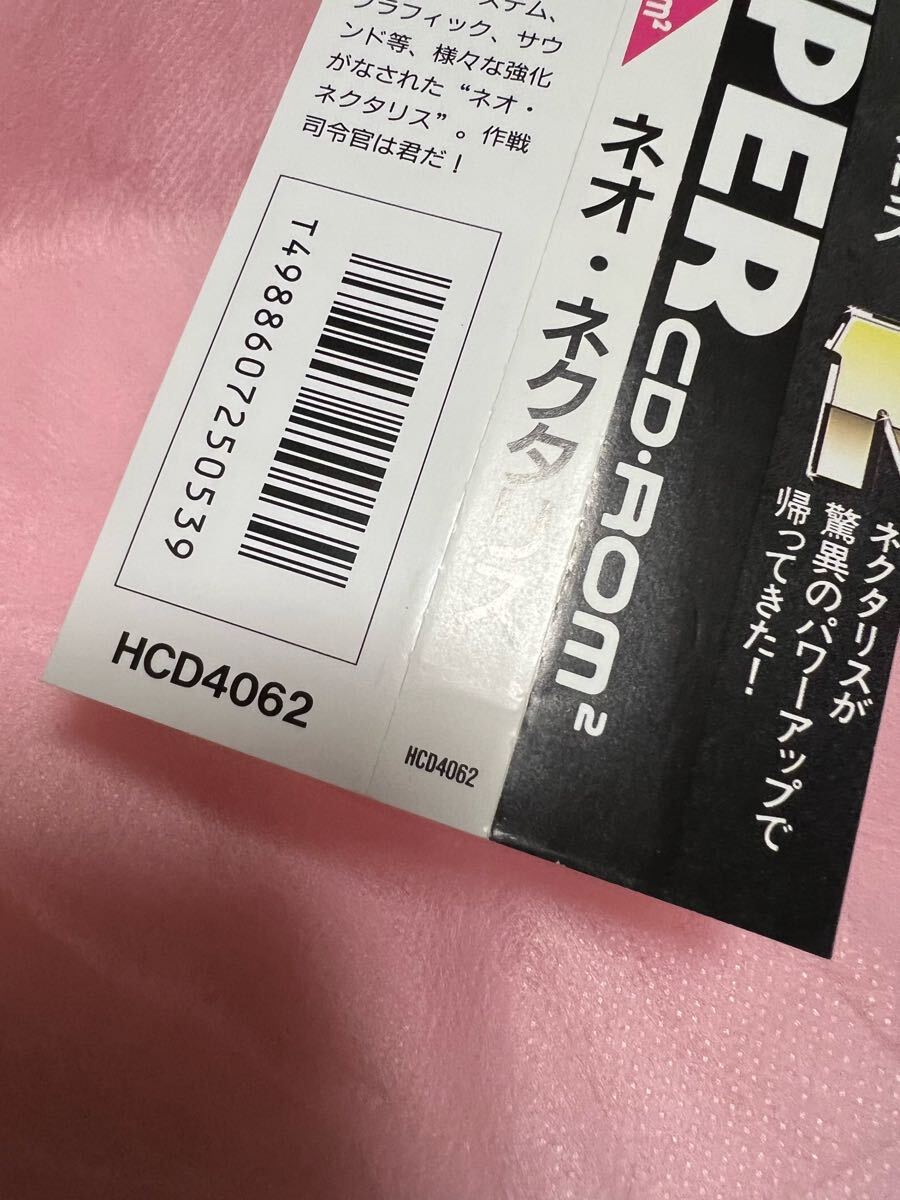 ステム、
グラフィック、サウ
ンド等、様々な強化
がなされた“ネオ・
ネクタリス”。作戦
司令官は君だ！
T4988607250539
HCD4062
ネオ・ネクタリス
HCD4062
CD-ROM²
ネクタリスが
驚異のパワーアップで
帰ってきた！